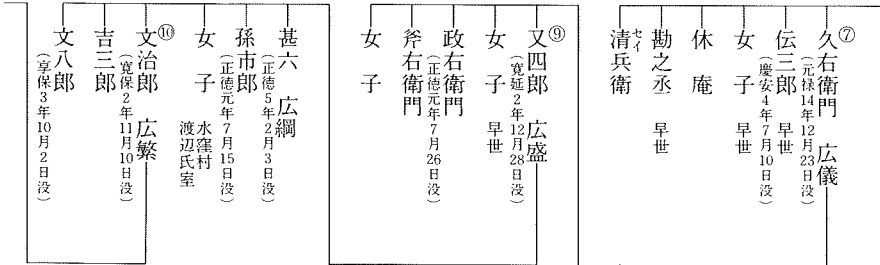 ⑦
久右衛門 広儀
(元禄14年12月23日没)
伝三郎 早世
(慶安4年7月10日没)
女子 早世
休庵
勘之丞 早世
セイ
清兵衛
⑨
又四郎 広盛
(寛延2年12月28日没)
女子 早世
政右衛門
(正徳元年7月26日没)
斧右衛門
女子
甚六 広綱
(正徳5年2月3日没)
孫市郎
(正徳元年7月15日没)
女子 水窪村
渡辺氏室
⑩
文治郎 広繁
(寛保2年11月10日没)
吉三郎
文八郎
(享保3年10月2日没)